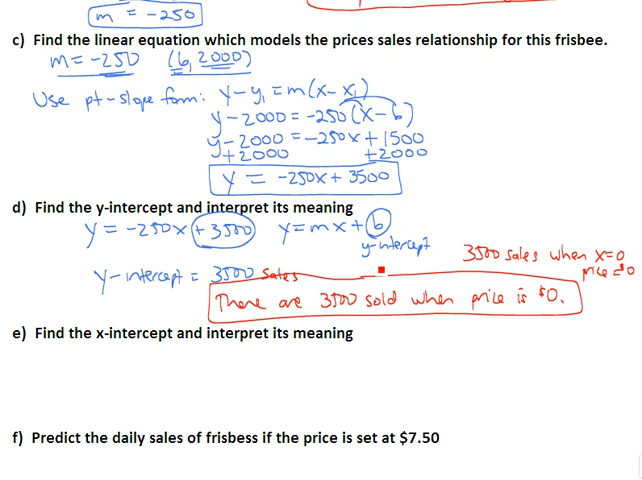 m = -250
c) Find the linear equation which models the prices sales relationship for this frisbee.
m = -250 (6, 2000)
Use pt-slope form: y - y₁ = m(x - x₁)
y - 2000 = -250(x - 6)
y - 2000 = -250x + 1500
+2000 +2000
y = -250x + 3500
d) Find the y-intercept and interpret its meaning
y = -250x + 3500 y = mx + b
y-intercept
3500 sales when x=0
price = 0
y-intercept = 3500 sales
There are 3500 sold when price is $0.
e) Find the x-intercept and interpret its meaning
f) Predict the daily sales of frisbess if the price is set at $7.50